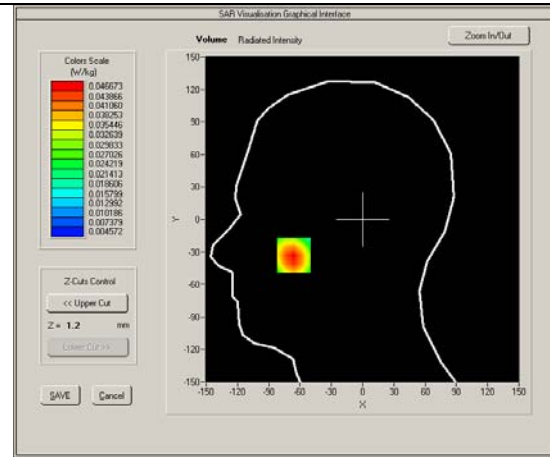 SAR Visualisation Graphical Interface
Volume Radiated Intensity
Zoom In/Out
Colors Scale
(W/kg)
0.046673
0.043866
0.041060
0.038253
0.035446
0.032639
0.029833
0.027026
0.024219
0.021413
0.018606
0.015799
0.012992
0.010186
0.007379
0.004572
Z-Cuts Control
<< Upper Cut
Z = 1.2 mm
Lower Cut >>
SAVE Cancel
150
120
90
60
30
Y 0
-30
-60
-90
-120
-150
-150 -120 -90 -60 -30 0 30 60 90 120 150
X